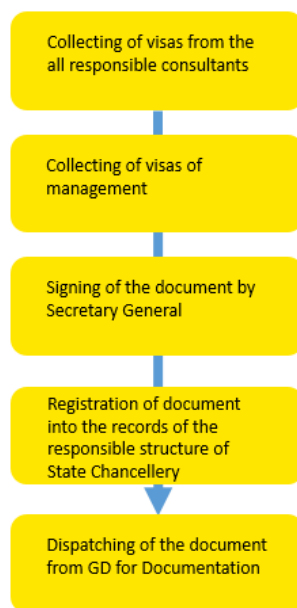 Collecting of visas from the
all responsible consultants
Collecting of visas of
management
Signing of the document by
Secretary General
Registration of document
into the records of the
responsible structure of
State Chancellery
Dispatching of the document
from GD for Documentation